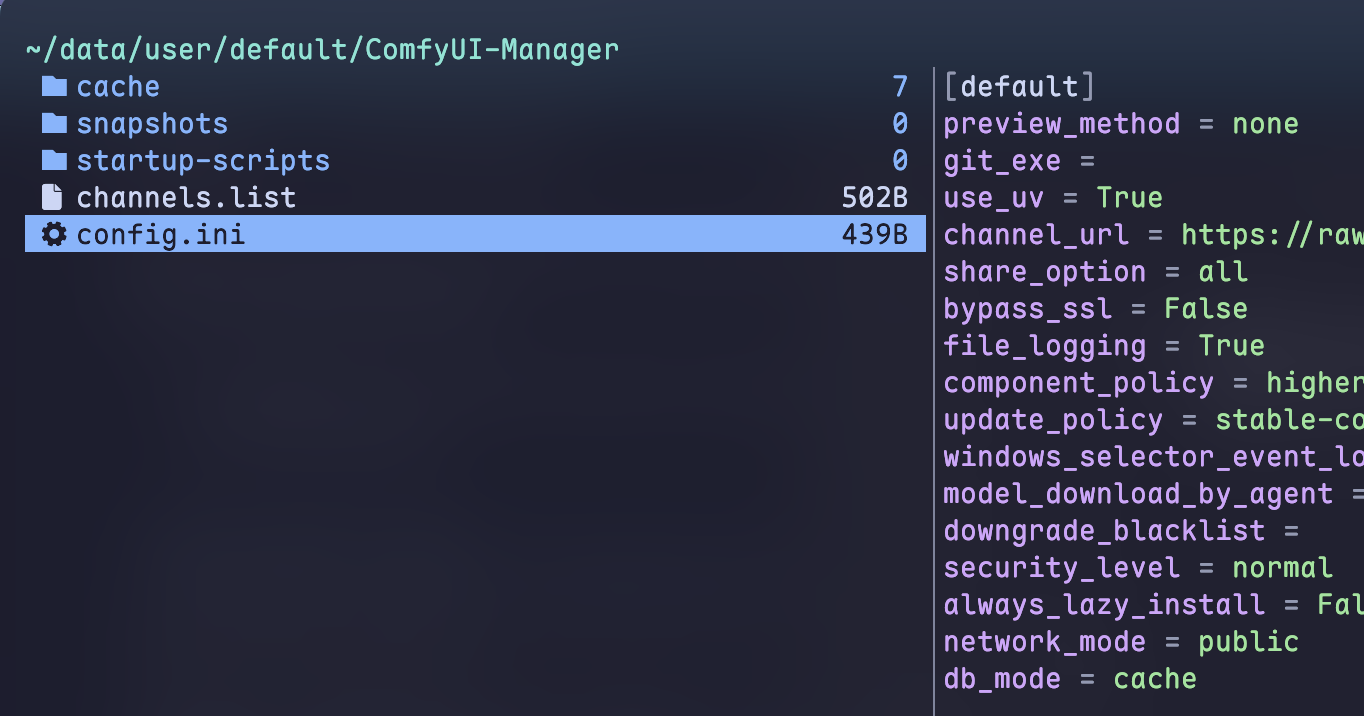 ~/data/user/default/ComfyUI-Manager
cache 7
snapshots 0
startup-scripts 0
channels.list 502B
config.ini 439B
[default]
preview_method = none
git_exe =
use_uv = True
channel_url = https://raw
share_option = all
bypass_ssl = False
file_logging = True
component_policy = higher
update_policy = stable-co
windows_selector_event_lo
model_download_by_agent =
downgrade_blacklist =
security_level = normal
always_lazy_install = Fal
network_mode = public
db_mode = cache